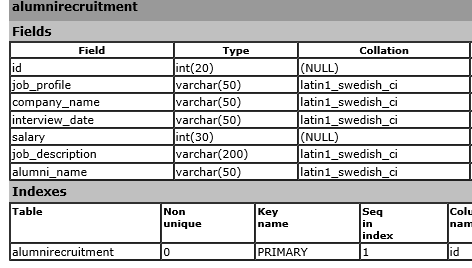 alumnirecruitment
Fields
Field Type Collation
id int(20) (NULL)
job_profile varchar(50) latin1_swedish_ci
company_name varchar(50) latin1_swedish_ci
interview_date varchar(50) latin1_swedish_ci
salary int(30) (NULL)
job_description varchar(200) latin1_swedish_ci
alumni_name varchar(50) latin1_swedish_ci
Indexes
Table Non unique Key name Seq in index
alumnirecruitment 0 PRIMARY 1 id